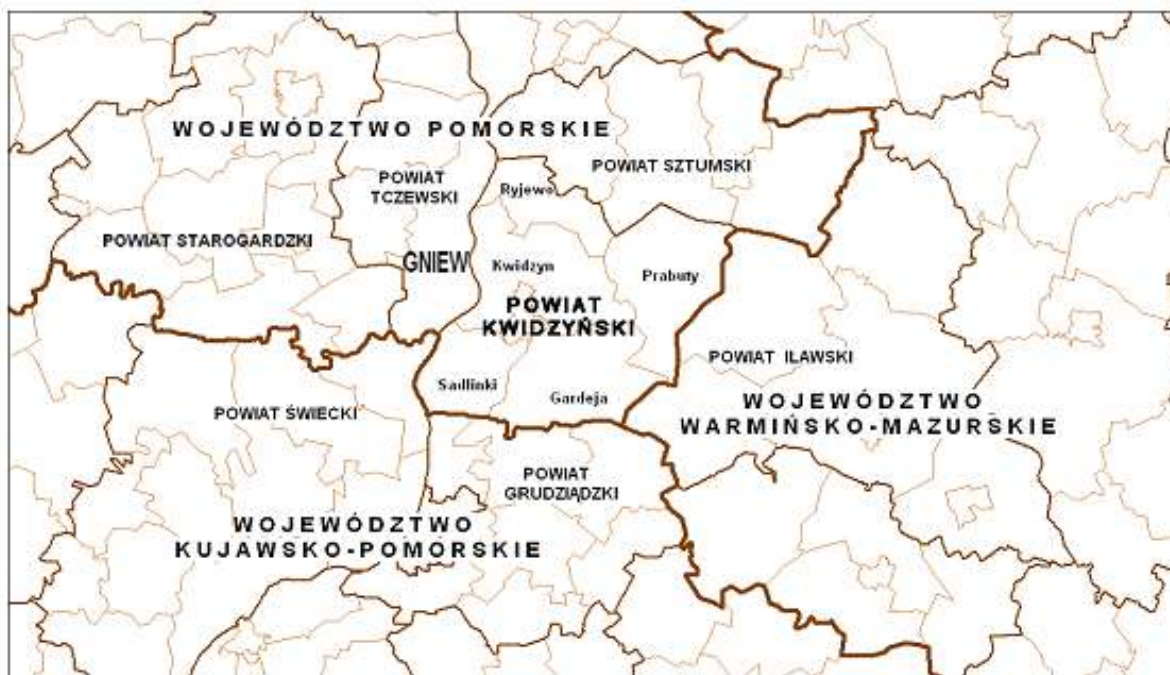 WOJEWÓDZTWO POMORSKIE
POWIAT SZTUMSKI
POWIAT
TCZEWSKI
Ryjewo
POWIAT STAROGARDZKI
GNIEW
Kwidzyn
Prabuty
POWIAT
KWIDZYŃSKI
POWIAT IŁAWSKI
Sadlinki
Gardeja
WOJEWÓDZTWO
WARMIŃSKO-MAZURSKIE
POWIAT ŚWIECKI
POWIAT
GRUDZIĄDZKI
WOJEWÓDZTWO
KUJAWSKO-POMORSKIE